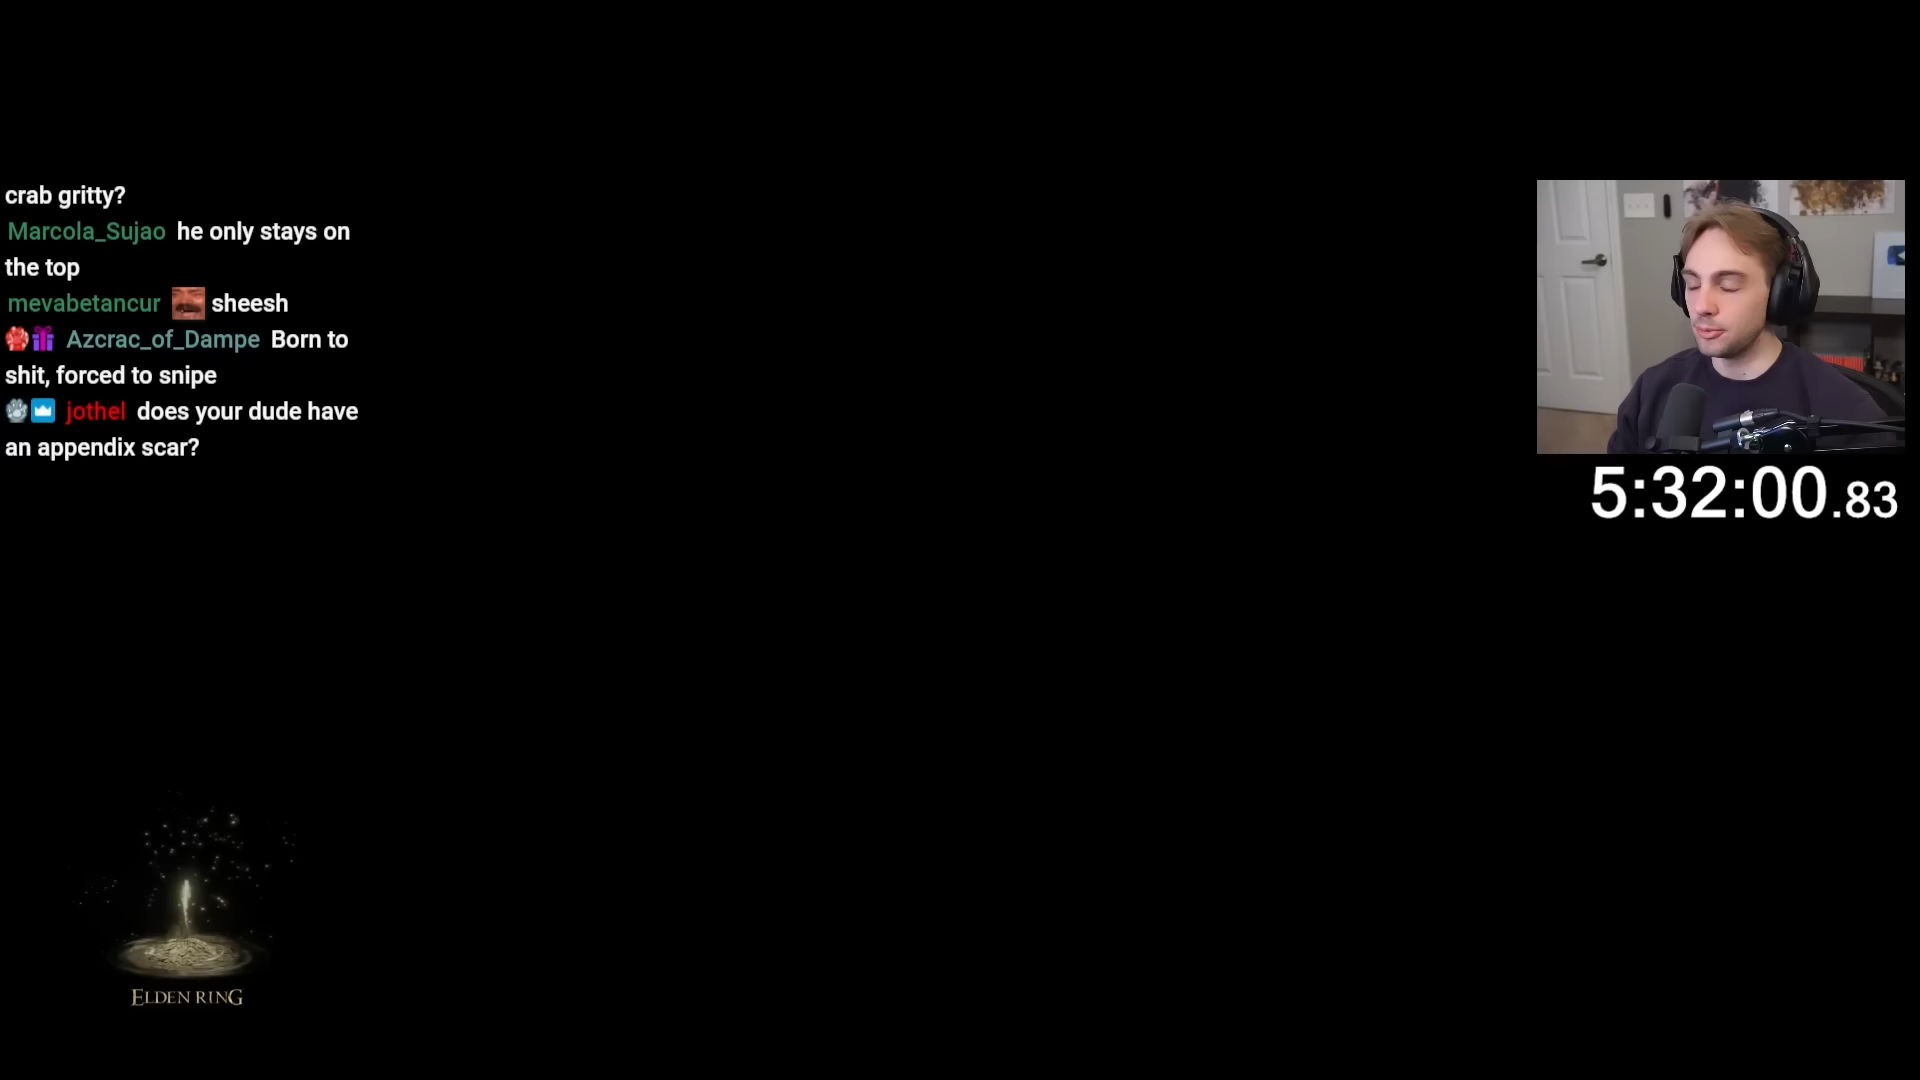 crab gritty?
Marcola_Sujao he only stays on
the top
mevabetancur sheesh
Azcrac_of_Dampe Born to
shit, forced to snipe
jothel does your dude have
an appendix scar?
5:32:00.83
ELDEN RING